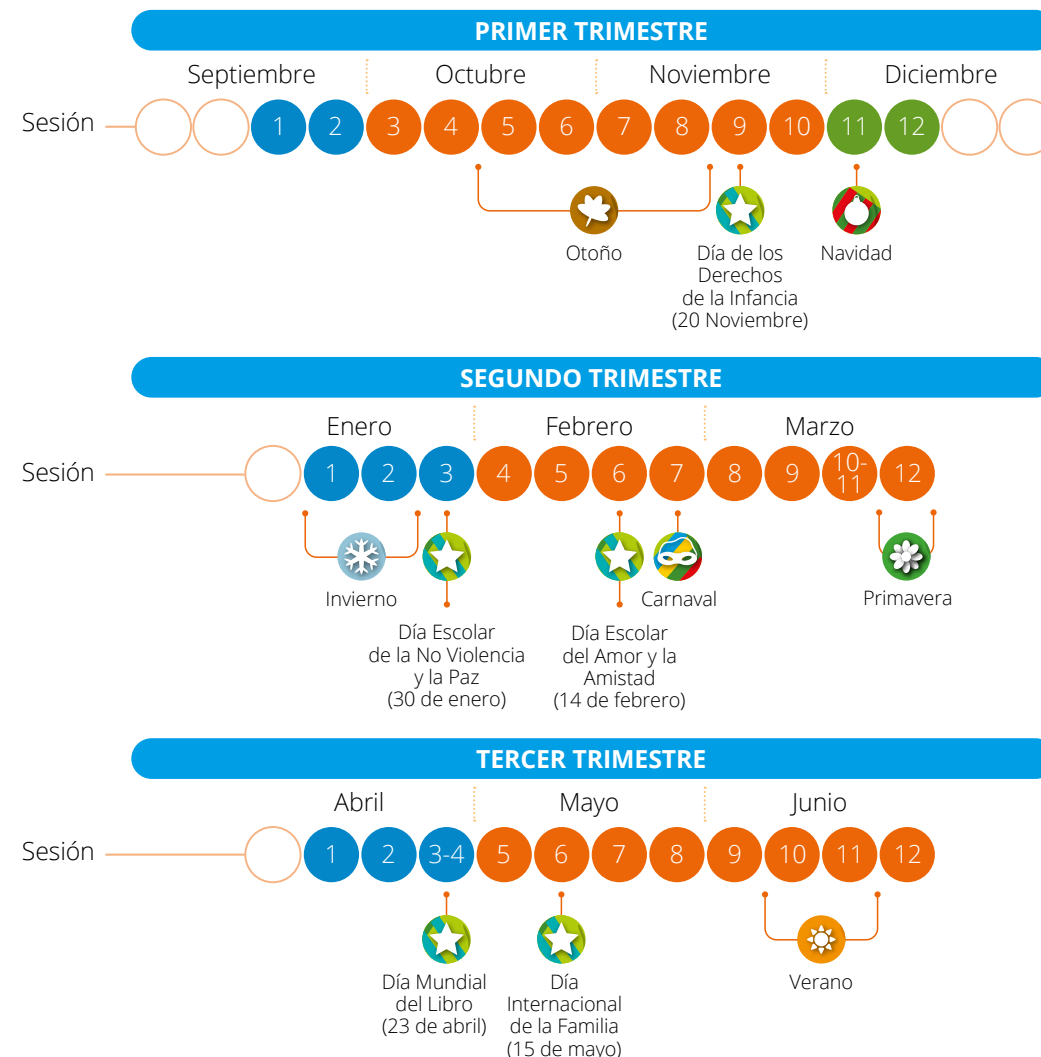 PRIMER TRIMESTRE
Septiembre Octubre Noviembre Diciembre
Sesión 1 2 3 4 5 6 7 8 9 10 11 12
Otoño
Día de los
Derechos
de la Infancia
(20 Noviembre)
Navidad
SEGUNDO TRIMESTRE
Enero Febrero Marzo
Sesión 1 2 3 4 5 6 7 8 9 10-
11 12
Invierno
Día Escolar
de la No Violencia
y la Paz
(30 de enero)
Día Escolar
del Amor y la
Amistad
(14 de febrero)
Carnaval
Primavera
TERCER TRIMESTRE
Abril Mayo Junio
Sesión 1 2 3-4 5 6 7 8 9 10 11 12
Día Mundial
del Libro
(23 de abril)
Día
Internacional
de la Familia
(15 de mayo)
Verano